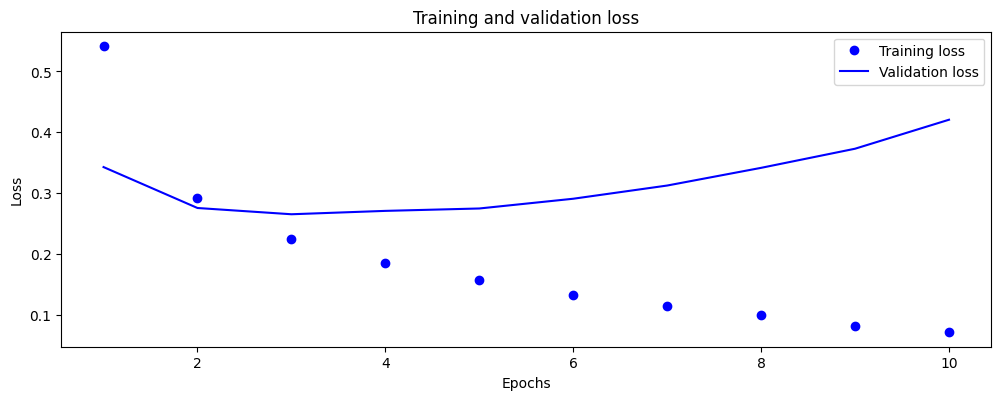 Training and validation loss
Training loss
Validation loss
0.5
0.4
0.3
0.2
0.1
Loss
2
4
6
8
10
Epochs